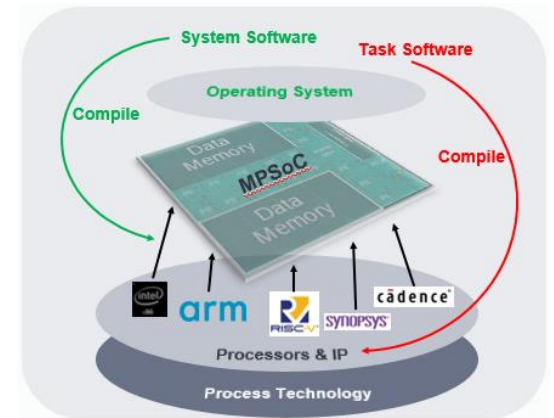 System Software
Task Software
Operating System
Compile
Compile
Data
Memory
MPSoC
Data
Memory
intel
x86
arm
RISC-V
SYNOPSYS
cādence
Processors & IP
Process Technology